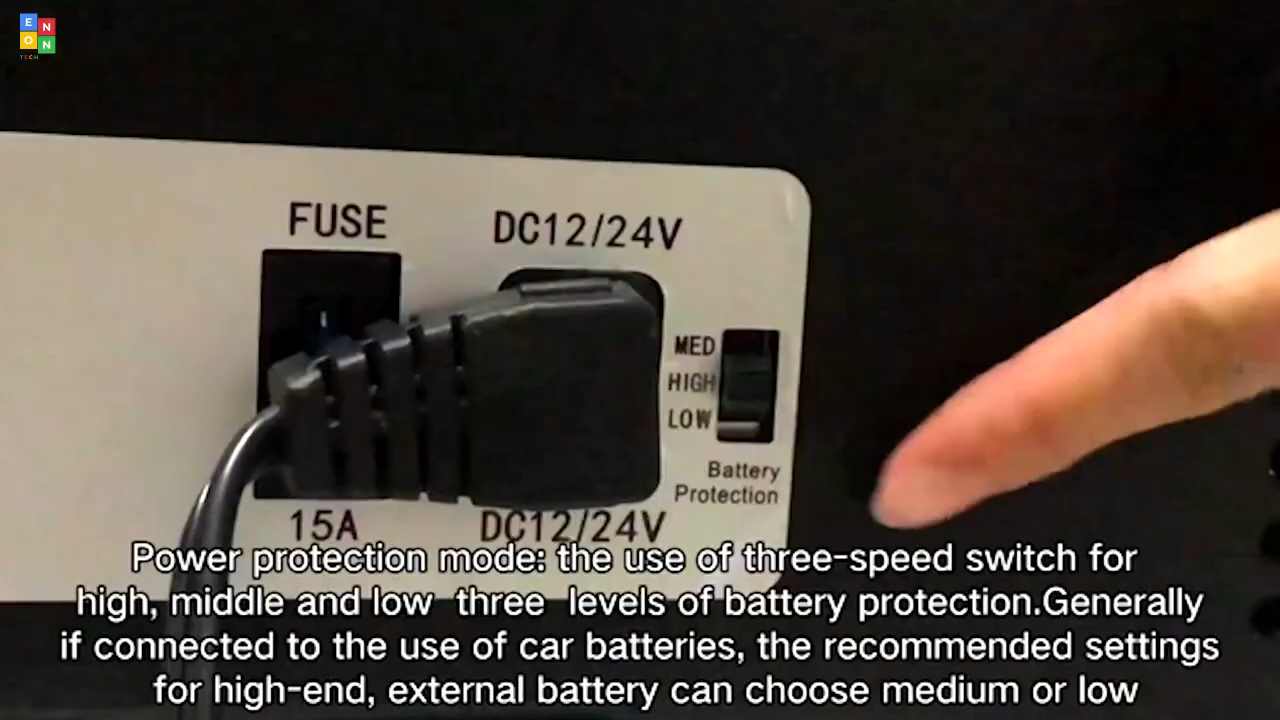 E N
O N
TECH
FUSE
DC12/24V
MED
HIGH
LOW
Battery
Protection
15A
DC12/24V
Power protection mode: the use of three-speed switch for
high, middle and low three levels of battery protection.Generally
if connected to the use of car batteries, the recommended settings
for high-end, external battery can choose medium or low